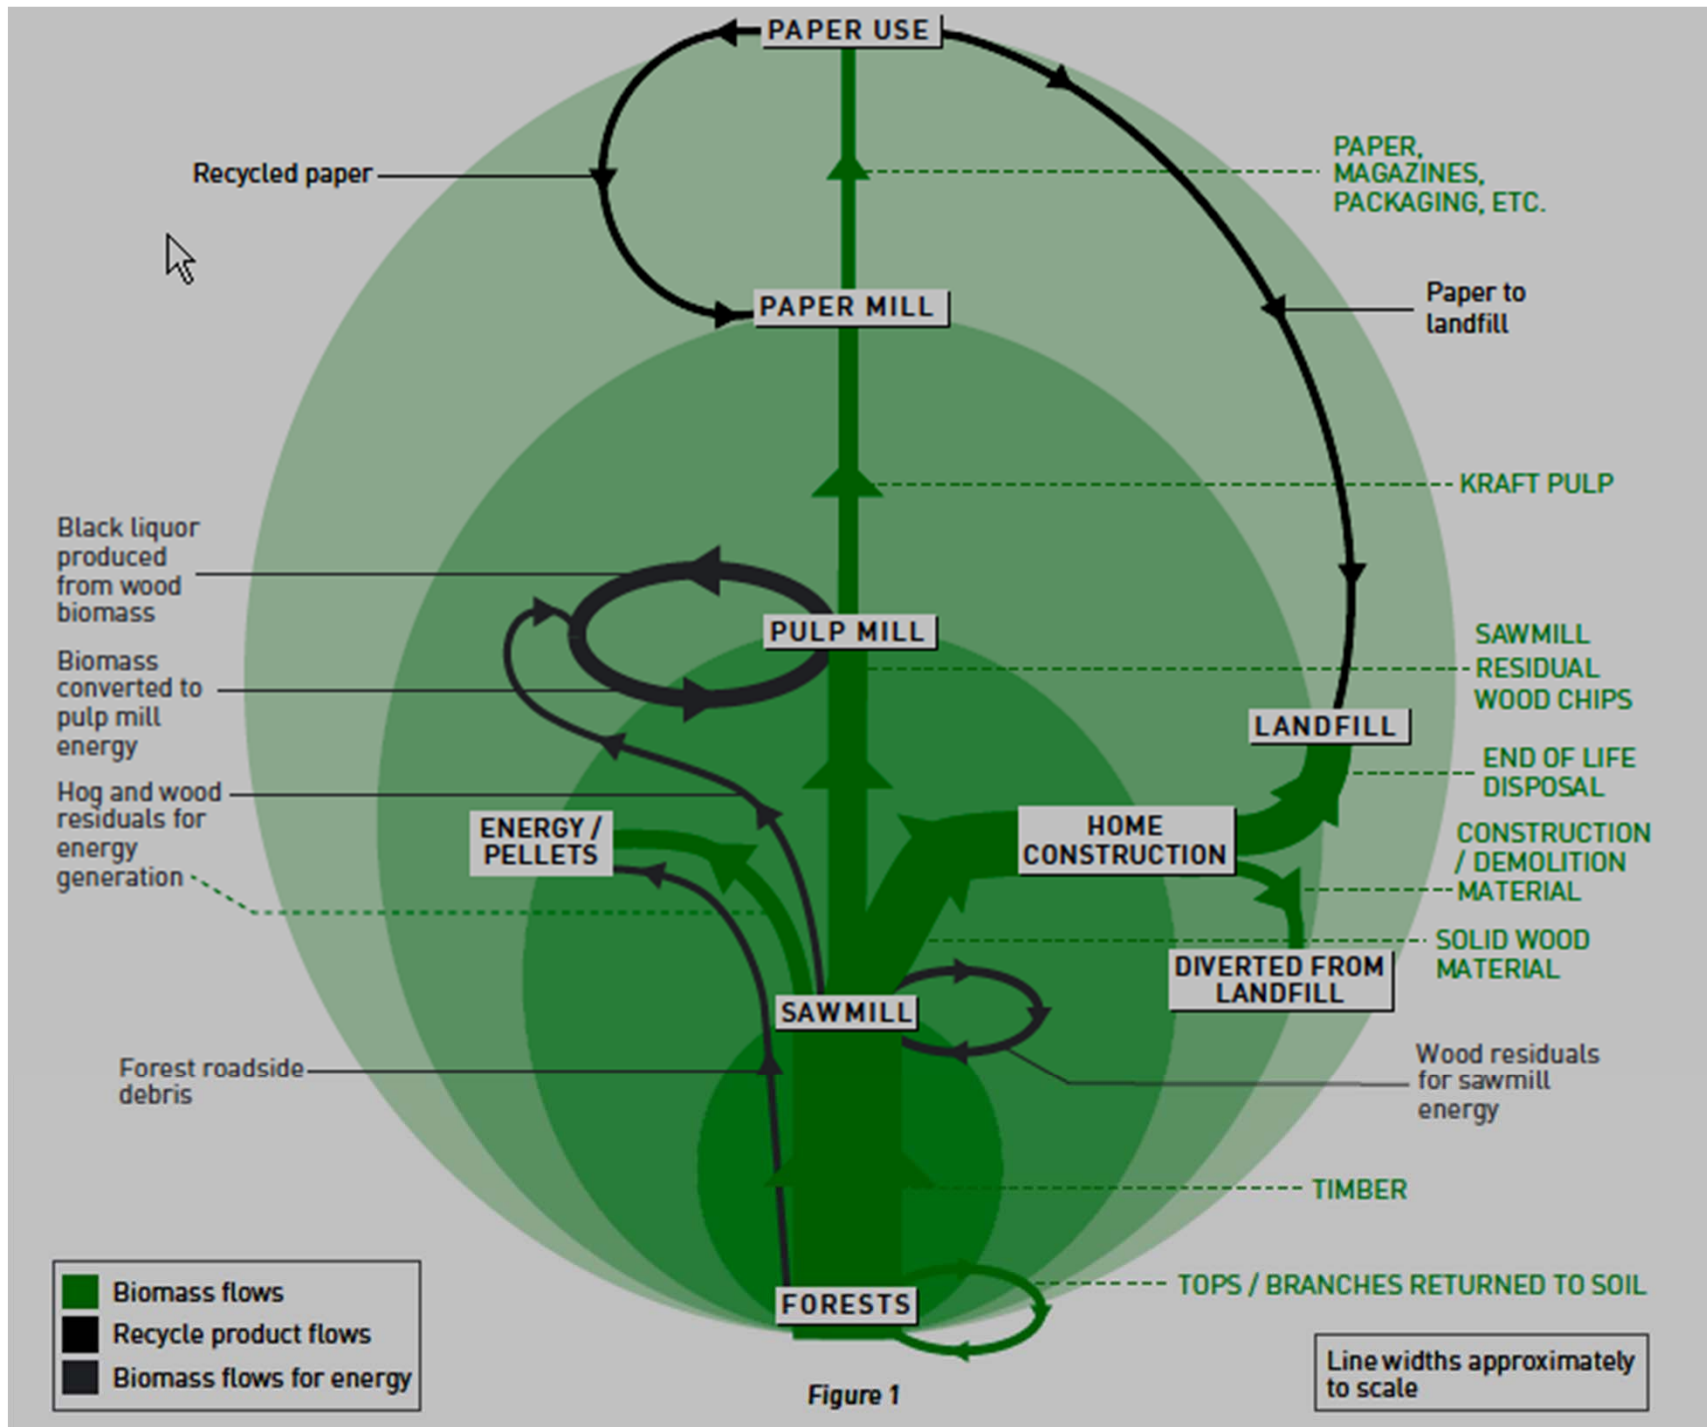 PAPER USE
Recycled paper
PAPER,
MAGAZINES,
PACKAGING, ETC.
PAPER MILL
Paper to
landfill
KRAFT PULP
Black liquor
produced
from wood
biomass
PULP MILL
SAWMILL
RESIDUAL
WOOD CHIPS
Biomass
converted to
pulp mill
energy
LANDFILL
END OF LIFE
DISPOSAL
Hog and wood
residuals for
energy
generation
ENERGY /
PELLETS
HOME
CONSTRUCTION
CONSTRUCTION
/ DEMOLITION
MATERIAL
SOLID WOOD
MATERIAL
DIVERTED FROM
LANDFILL
SAWMILL
Forest roadside
debris
Wood residuals
for sawmill
energy
TIMBER
TOPS / BRANCHES RETURNED TO SOIL
FORESTS
Biomass flows
Recycle product flows
Biomass flows for energy
Line widths approximately
to scale
Figure 1